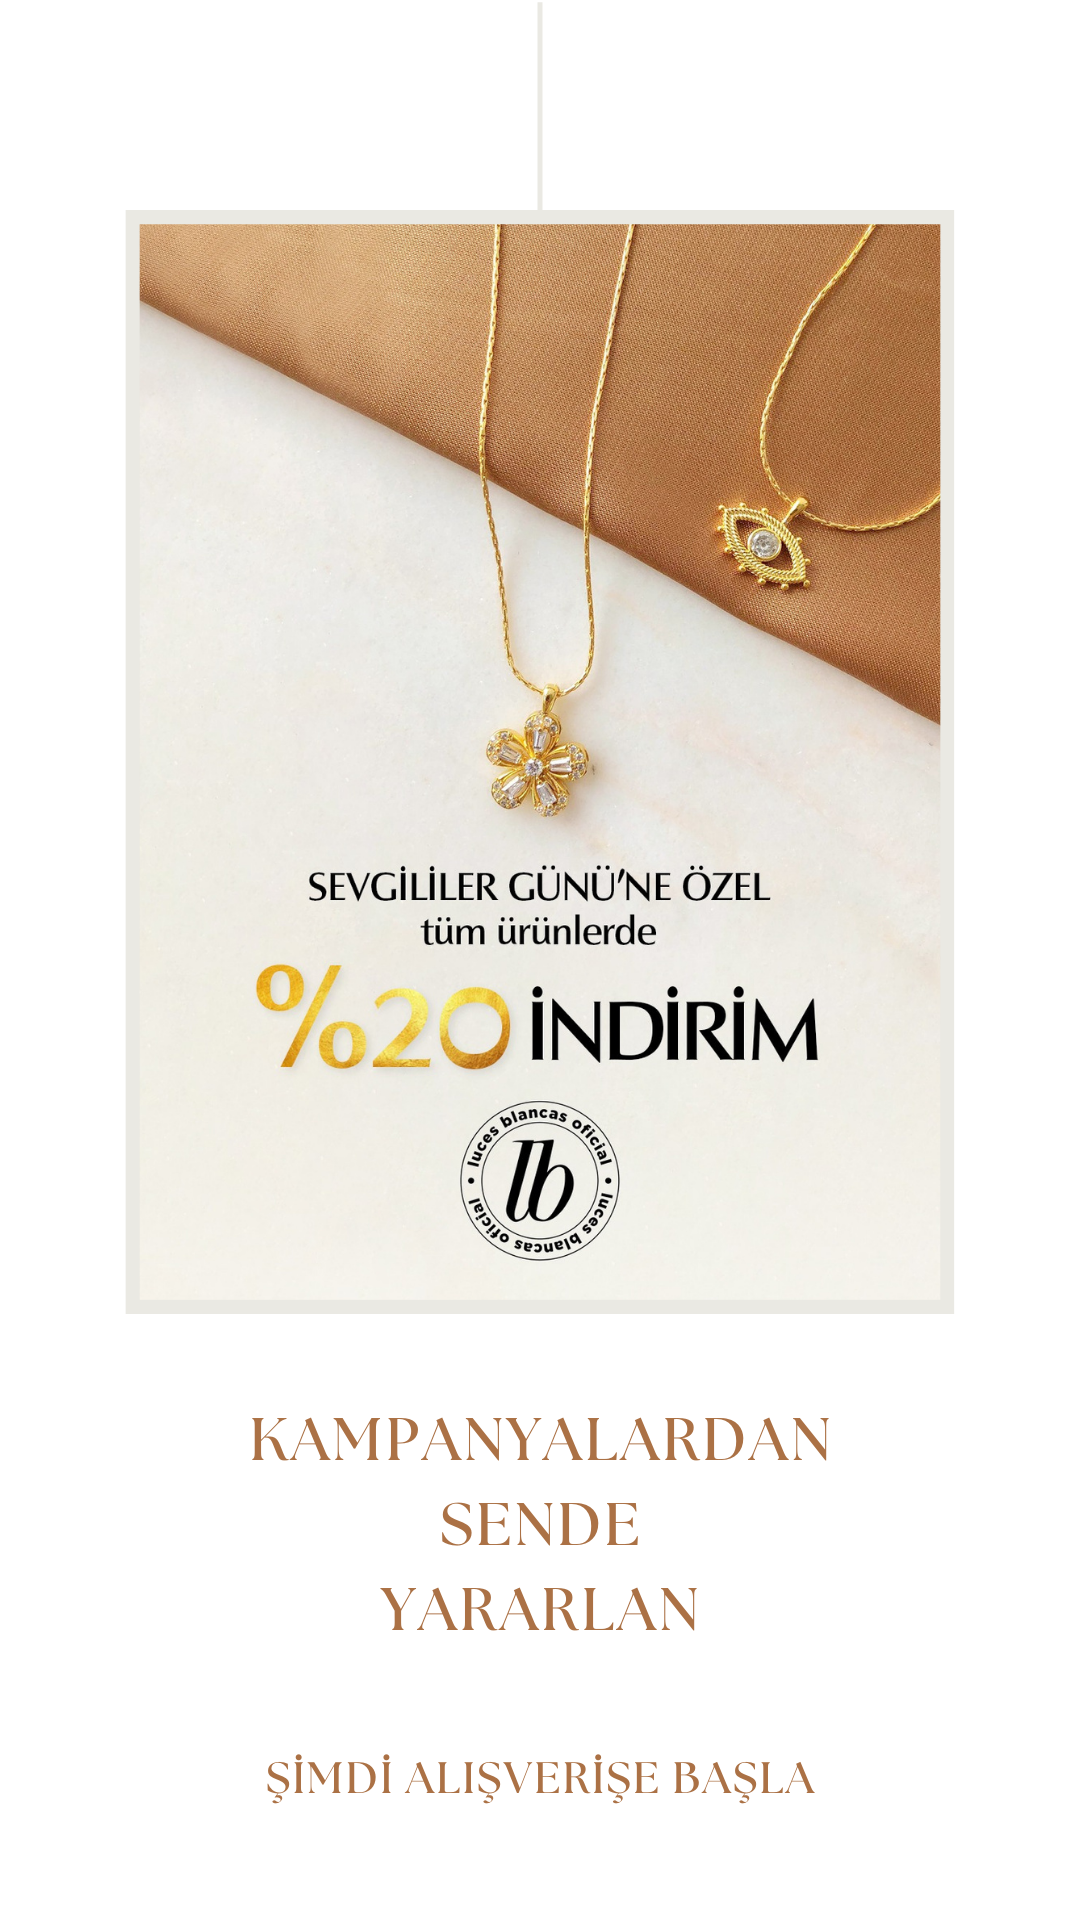 SEVGİLİLER GÜNÜ'NE ÖZEL
tüm ürünlerde
%20 İNDİRİM
luces blancas oficial • luces blancas oficial •
lb
KAMPANYALARDAN
SENDE
YARARLAN
ŞİMDİ ALIŞVERİŞE BAŞLA